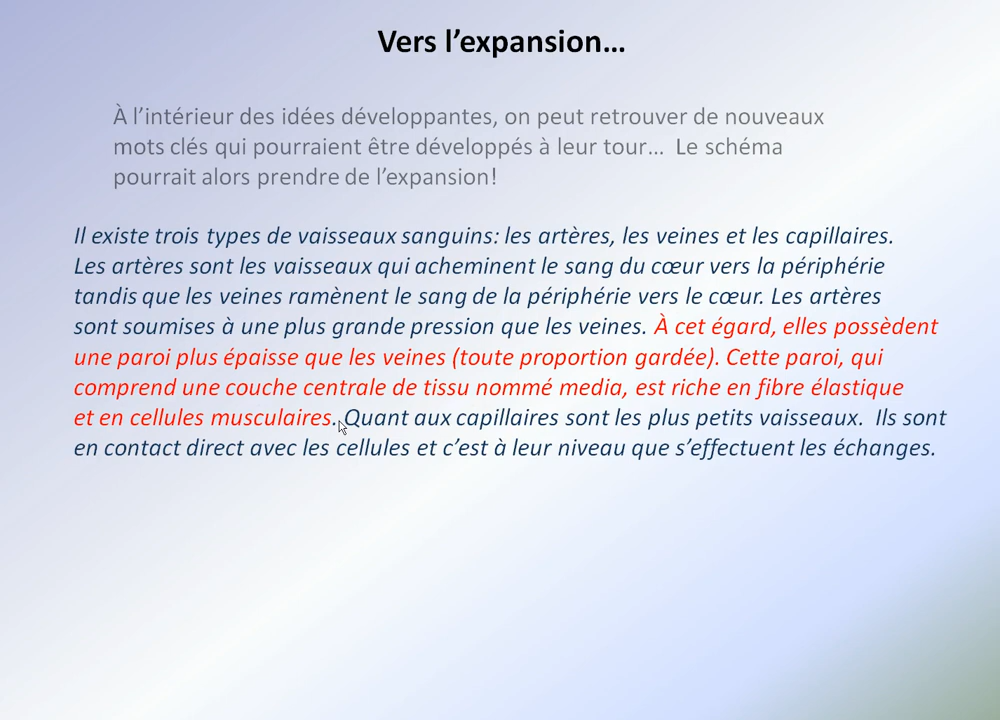 Vers l’expansion…
À l’intérieur des idées développantes, on peut retrouver de nouveaux
mots clés qui pourraient être développés à leur tour…  Le schéma
pourrait alors prendre de l’expansion!
Il existe trois types de vaisseaux sanguins: les artères, les veines et les capillaires.
Les artères sont les vaisseaux qui acheminent le sang du cœur vers la périphérie
tandis que les veines ramènent le sang de la périphérie vers le cœur. Les artères
sont soumises à une plus grande pression que les veines. À cet égard, elles possèdent
une paroi plus épaisse que les veines (toute proportion gardée). Cette paroi, qui
comprend une couche centrale de tissu nommé media, est riche en fibre élastique
et en cellules musculaires. Quant aux capillaires sont les plus petits vaisseaux.  Ils sont
en contact direct avec les cellules et c’est à leur niveau que s’effectuent les échanges.